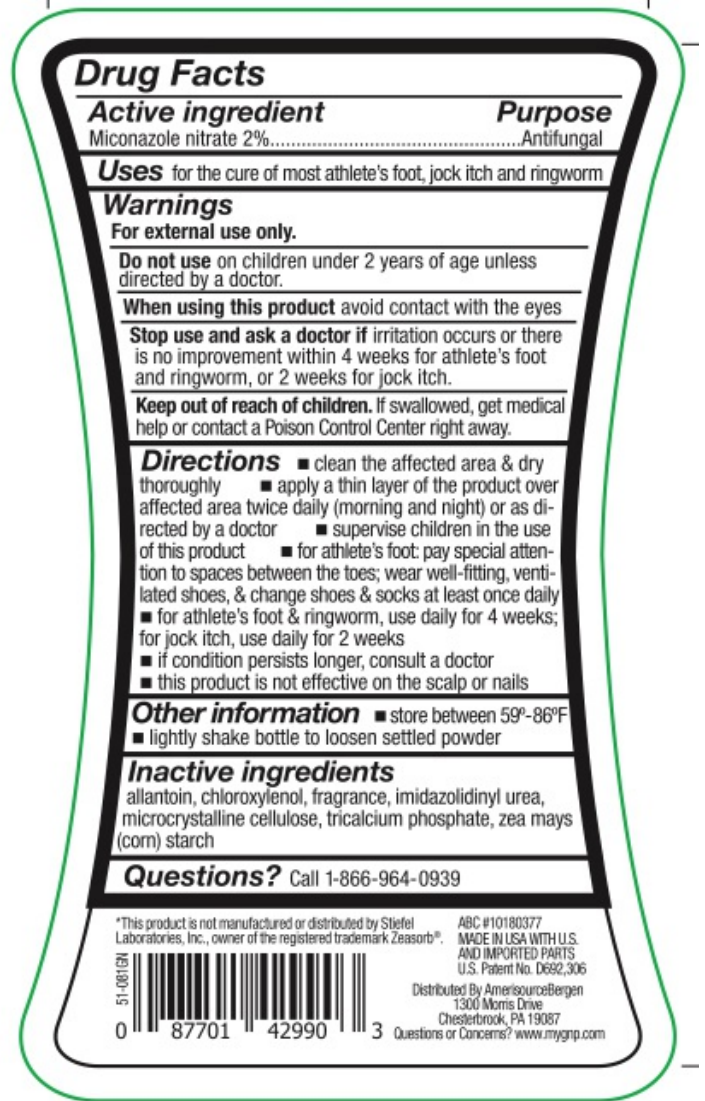 Drug Facts
Active ingredient Purpose
Miconazole nitrate 2%..................................................Antifungal
Uses for the cure of most athlete's foot, jock itch and ringworm
Warnings
For external use only.
Do not use on children under 2 years of age unless
directed by a doctor.
When using this product avoid contact with the eyes
Stop use and ask a doctor if irritation occurs or there
is no improvement within 4 weeks for athlete's foot
and ringworm, or 2 weeks for jock itch.
Keep out of reach of children. If swallowed, get medical
help or contact a Poison Control Center right away.
Directions ■ clean the affected area & dry
thoroughly ■ apply a thin layer of the product over
affected area twice daily (morning and night) or as di-
rected by a doctor ■ supervise children in the use
of this product ■ for athlete's foot: pay special atten-
tion to spaces between the toes; wear well-fitting, venti-
lated shoes, & change shoes & socks at least once daily
■ for athlete's foot & ringworm, use daily for 4 weeks;
for jock itch, use daily for 2 weeks
■ if condition persists longer, consult a doctor
■ this product is not effective on the scalp or nails
Other information ■ store between 59º-86ºF
■ lightly shake bottle to loosen settled powder
Inactive ingredients
allantoin, chloroxylenol, fragrance, imidazolidinyl urea,
microcrystalline cellulose, tricalcium phosphate, zea mays
(corn) starch
Questions? Call 1-866-964-0939
*This product is not manufactured or distributed by Stiefel
Laboratories, Inc., owner of the registered trademark Zeasorb®.
51-081GN
0 87701 42990 3
ABC #10180377
MADE IN USA WITH U.S.
AND IMPORTED PARTS
U.S. Patent No. D692,306
Distributed By AmerisourceBergen
1300 Morris Drive
Chesterbrook, PA 19087
Questions or Concerns? www.mygnp.com